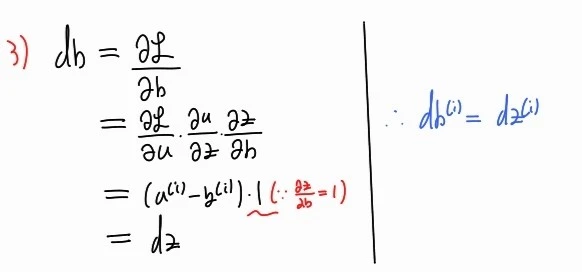 3) db = ∂ℒ/∂b
= ∂ℒ/∂a · ∂a/∂z · ∂z/∂b
= (a⁽ⁱ⁾ - y⁽ⁱ⁾) · 1 (∵ ∂z/∂b = 1)
= dz
∴ db⁽ⁱ⁾ = dz⁽ⁱ⁾